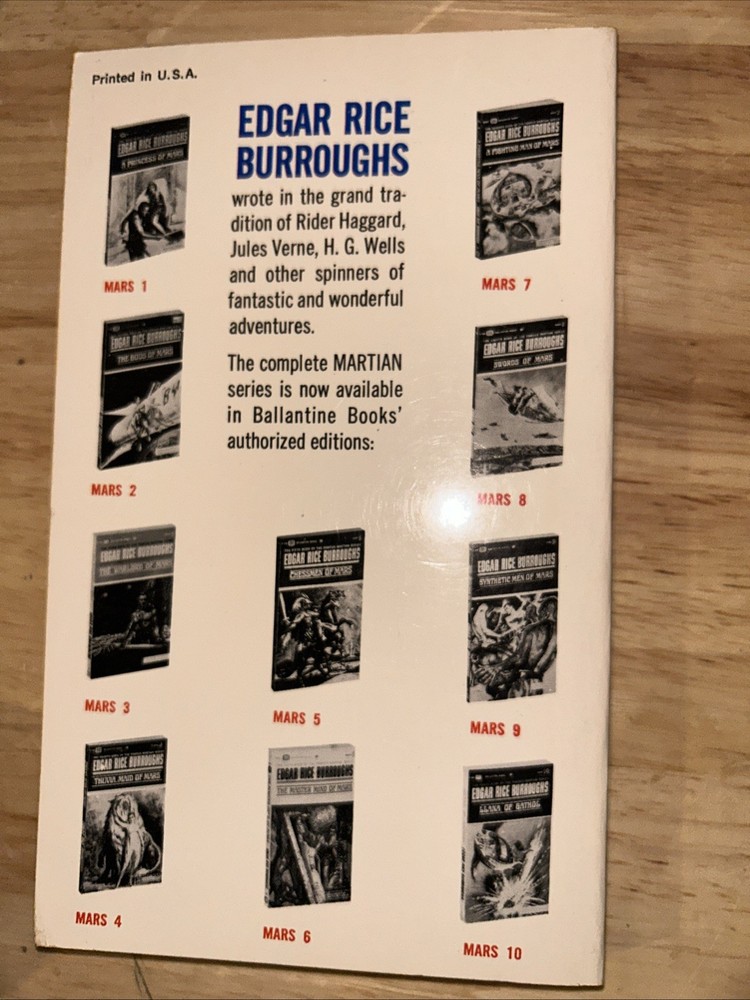 Printed in U.S.A.
EDGAR RICE
BURROUGHS
wrote in the grand tra-
dition of Rider Haggard,
Jules Verne, H. G. Wells
and other spinners of
fantastic and wonderful
adventures.
The complete MARTIAN
series is now available
in Ballantine Books'
authorized editions:
EDGAR RICE BURROUGHS
A PRINCESS OF MARS
MARS 1
EDGAR RICE BURROUGHS
THE GODS OF MARS
MARS 2
EDGAR RICE BURROUGHS
THE WARLORD OF MARS
MARS 3
EDGAR RICE BURROUGHS
THUVIA, MAID OF MARS
MARS 4
EDGAR RICE BURROUGHS
CHESSMEN OF MARS
MARS 5
EDGAR RICE BURROUGHS
THE MASTER MIND OF MARS
MARS 6
EDGAR RICE BURROUGHS
A FIGHTING MAN OF MARS
MARS 7
EDGAR RICE BURROUGHS
SWORDS OF MARS
MARS 8
EDGAR RICE BURROUGHS
SYNTHETIC MEN OF MARS
MARS 9
EDGAR RICE BURROUGHS
LLANA OF GATHOL
MARS 10